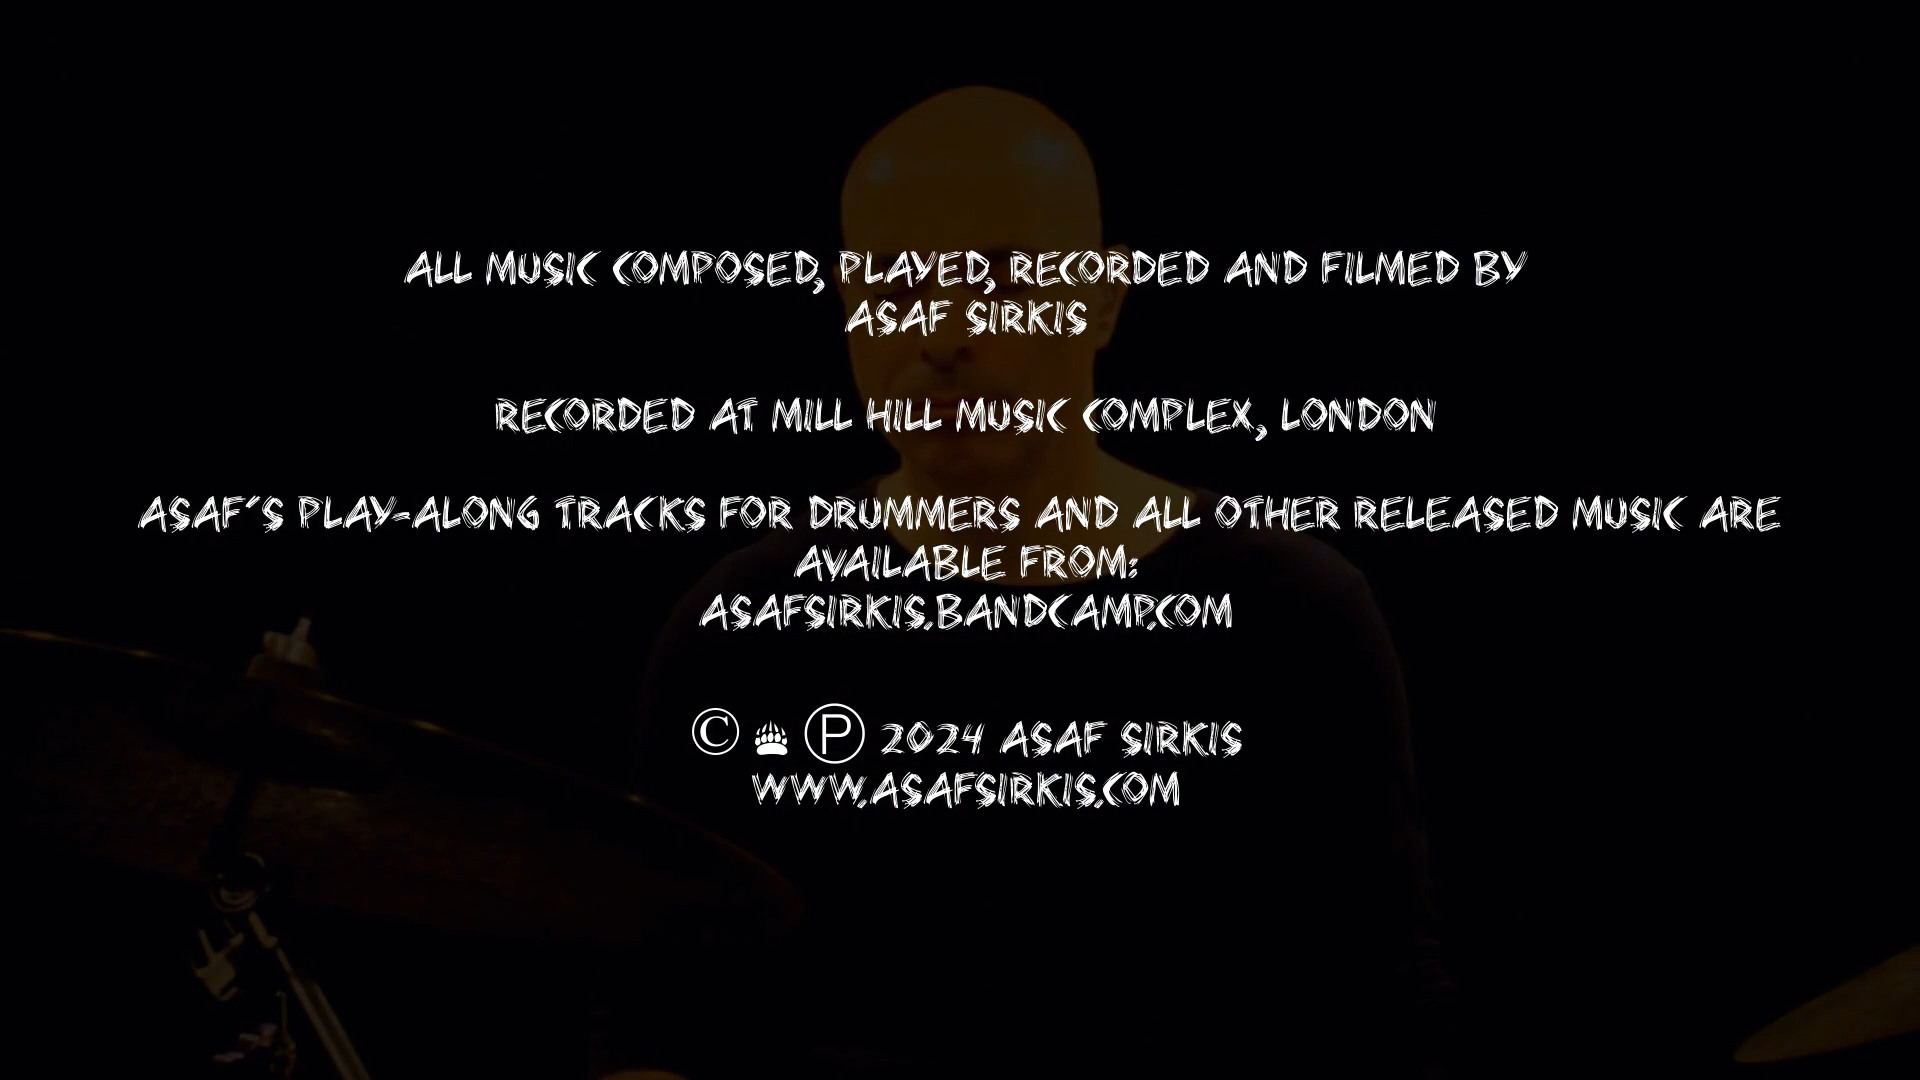 ALL MUSIC COMPOSED, PLAYED, RECORDED AND FILMED BY
ASAF SIRKIS
RECORDED AT MILL HILL MUSIC COMPLEX, LONDON
ASAF'S PLAY-ALONG TRACKS FOR DRUMMERS AND ALL OTHER RELEASED MUSIC ARE
AVAILABLE FROM:
ASAFSIRKIS.BANDCAMP.COM
© ℗ 2024 ASAF SIRKIS
WWW.ASAFSIRKIS.COM